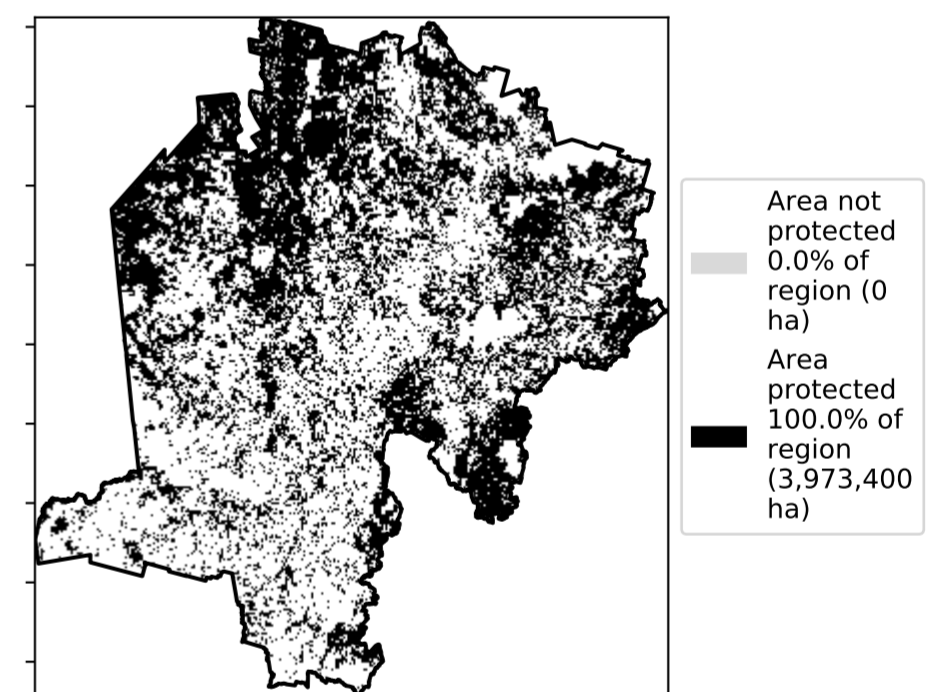 Area not
protected
0.0% of
region (0
ha)
Area
protected
100.0% of
region
(3,973,400
ha)